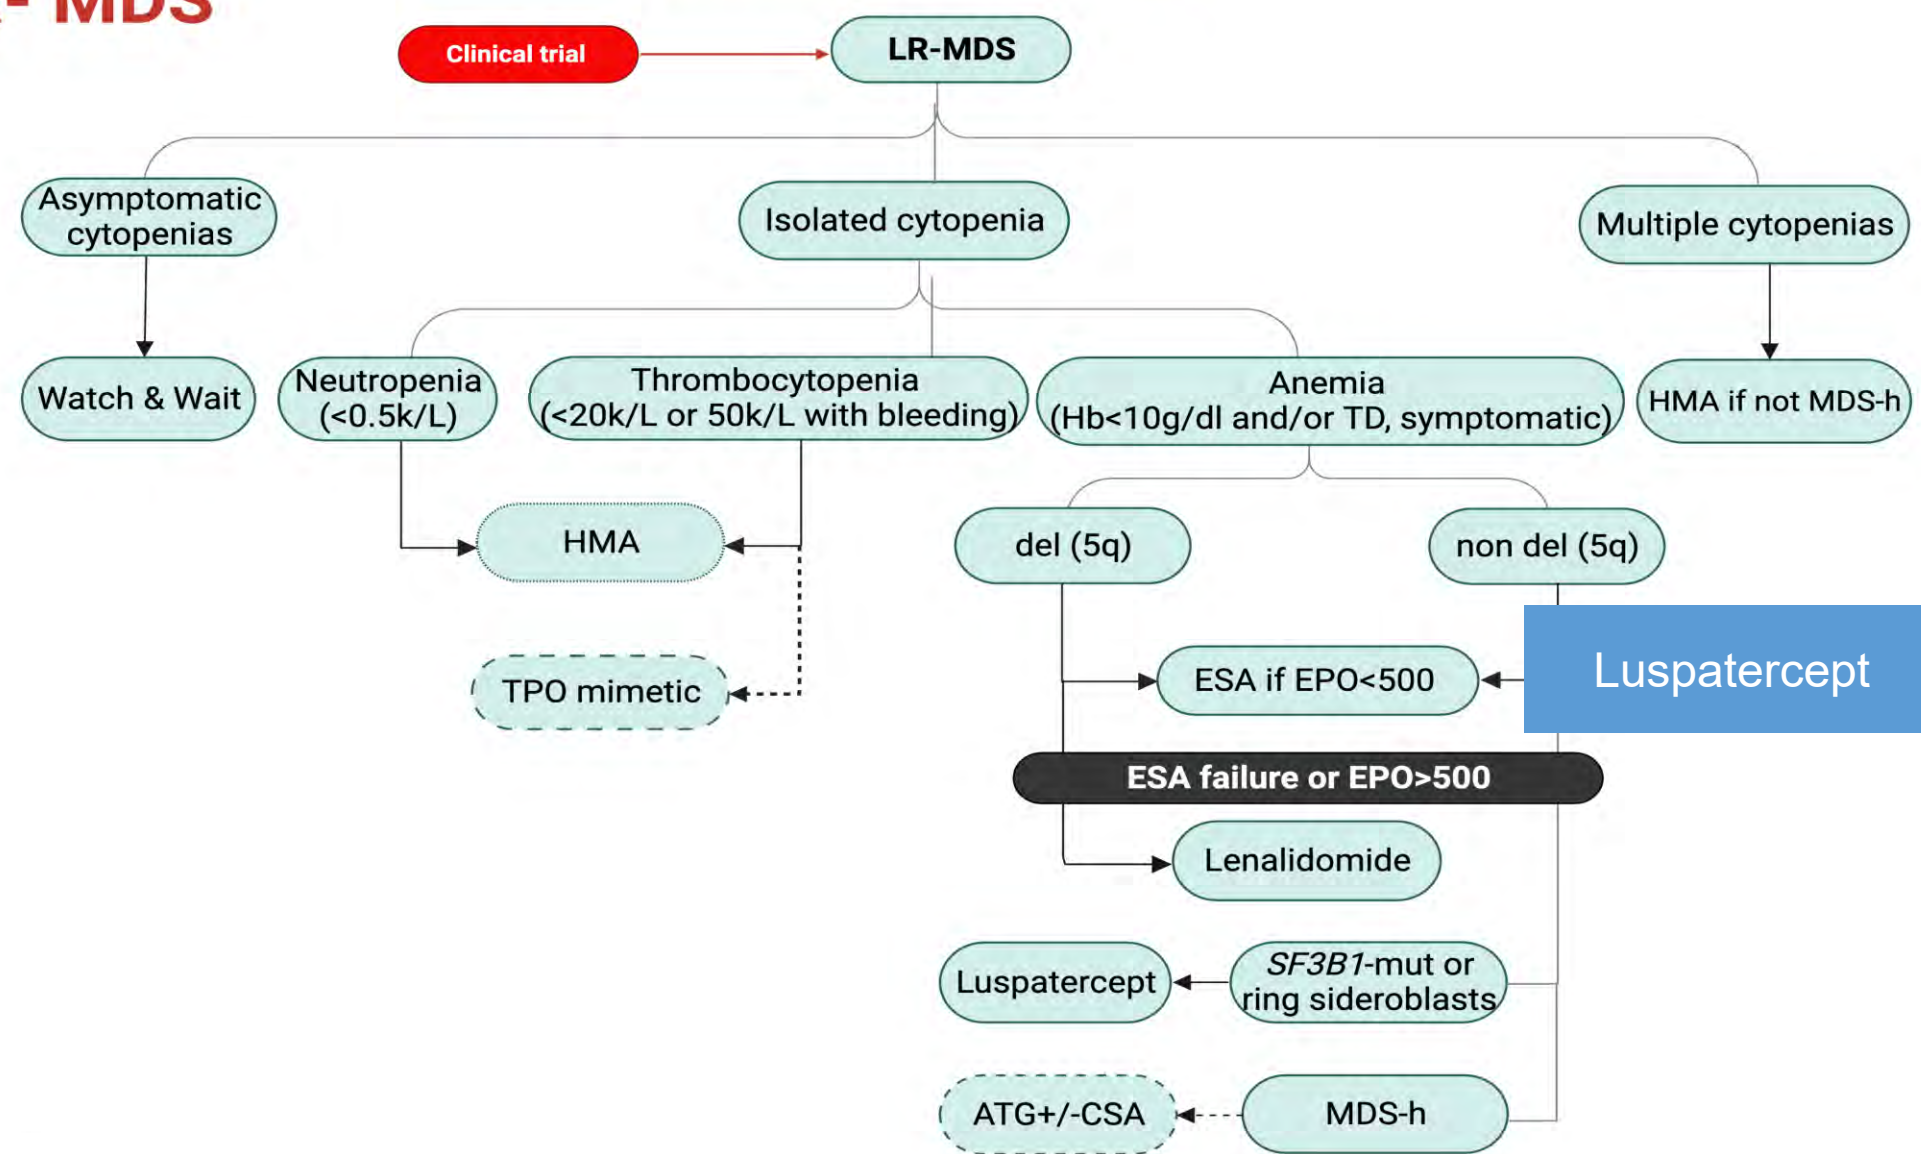 - MDS
Clinical trial
LR-MDS
Asymptomatic
cytopenias
Isolated cytopenia
Multiple cytopenias
Watch & Wait
Neutropenia
(<0.5k/L)
Thrombocytopenia
(<20k/L or 50k/L with bleeding)
Anemia
(Hb<10g/dl and/or TD, symptomatic)
HMA if not MDS-h
HMA
del (5q)
non del (5q)
TPO mimetic
ESA if EPO<500
Luspatercept
ESA failure or EPO>500
Lenalidomide
Luspatercept
SF3B1-mut or
ring sideroblasts
ATG+/-CSA
MDS-h